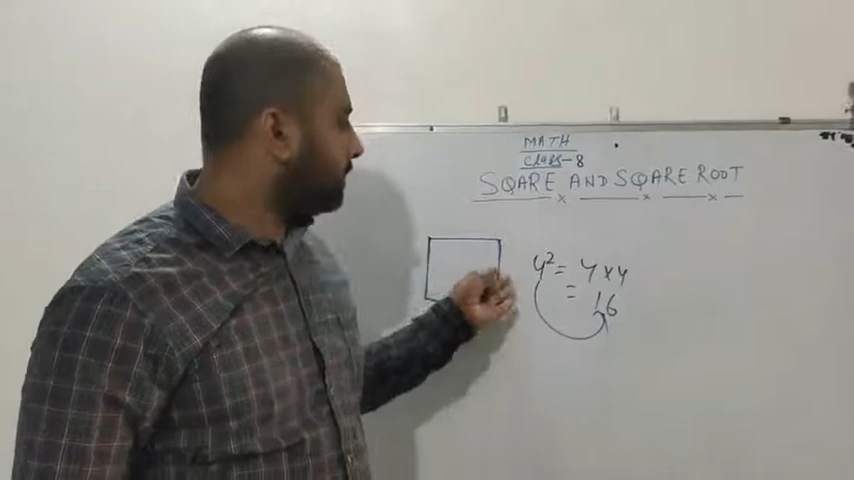 MATH
CLASS-8
SQARE AND SQARE ROOT
4² = 4 x 4
= 16